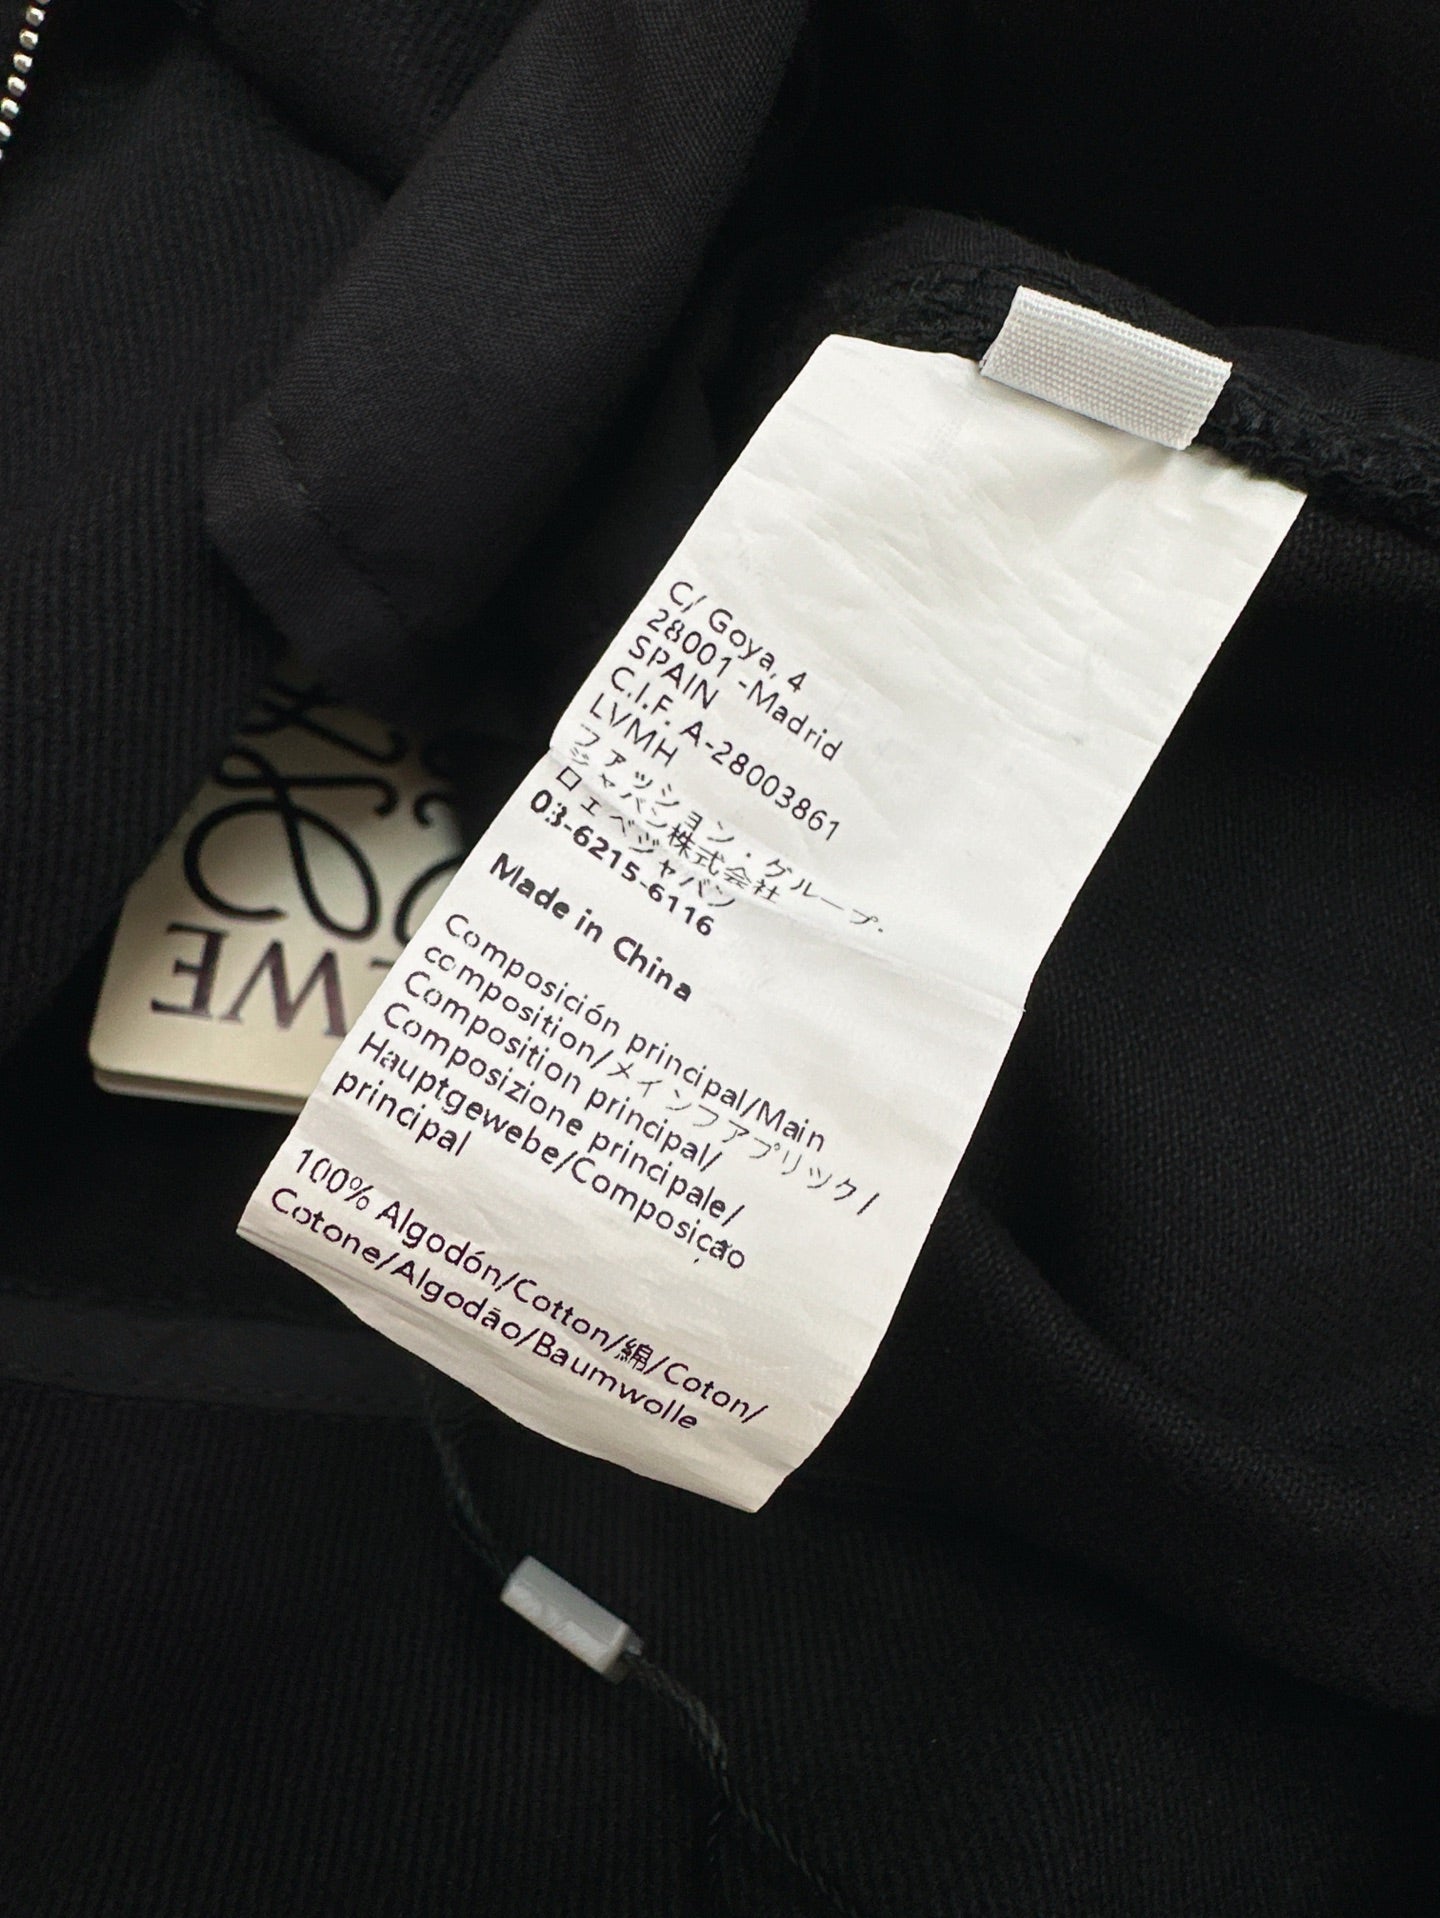 C/ Goya, 4
28001 -Madrid
SPAIN
C.I.F. A-28003861
LVMH
ファッション・グループ.
ジャパン株式会社
ロエベジャパン
03-6215-6116
Made in China
Composición principal/Main
composition/メインファブリック/
Composition principal/
Composizione principale/
Hauptgewebe/Composição
principal
100% Algodón/Cotton/綿/Coton/
Cotone/Algodão/Baumwolle
EWE